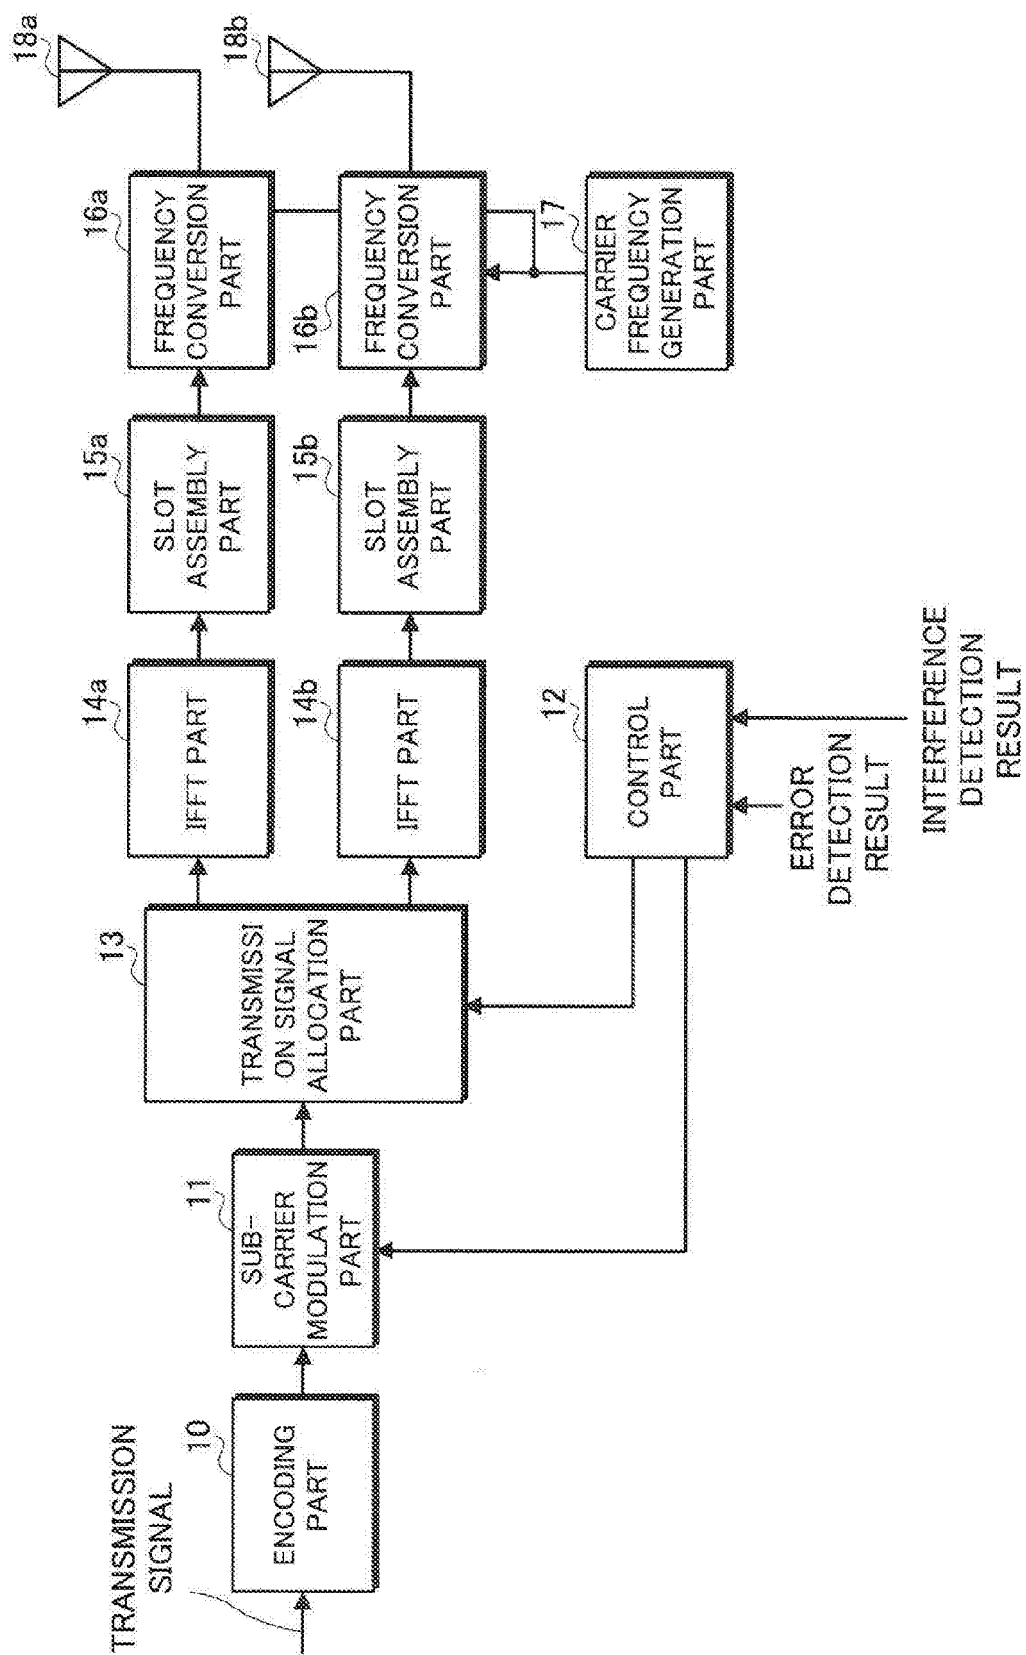 TRANSMISSION
SIGNAL
10
ENCODING
PART
11
SUB-
CARRIER
MODULATION
PART
13
TRANSMISSI
ON SIGNAL
ALLOCATION
PART
14a
IFFT PART
15a
SLOT
ASSEMBLY
PART
16a
FREQUENCY
CONVERSION
PART
18a
14b
IFFT PART
15b
SLOT
ASSEMBLY
PART
16b
FREQUENCY
CONVERSION
PART
18b
12
CONTROL
PART
17
CARRIER
FREQUENCY
GENERATION
PART
ERROR
DETECTION
RESULT
INTERFERENCE
DETECTION
RESULT